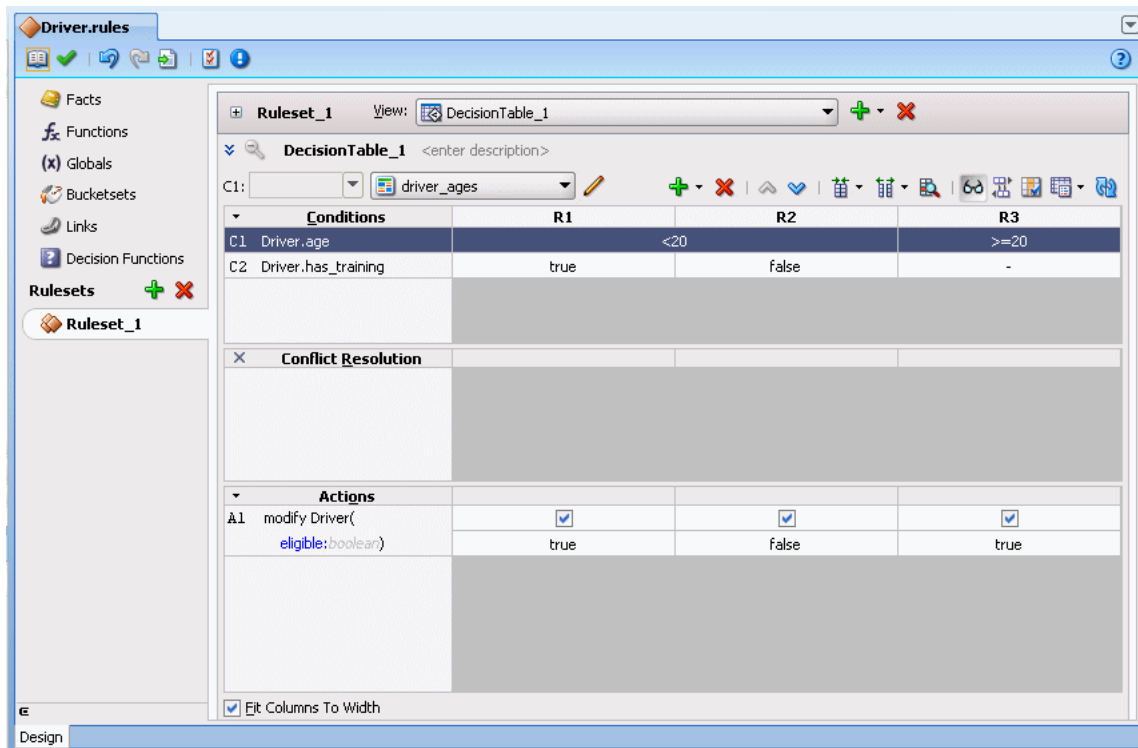 Driver.rules
Facts
Functions
(x) Globals
Bucketsets
Links
Decision Functions
Rulesets
Ruleset_1
Ruleset_1 View: DecisionTable_1
DecisionTable_1 <enter description>
C1: driver_ages
Conditions R1 R2 R3
C1 Driver.age <20 >=20
C2 Driver.has_training true false -
Conflict Resolution
Actions
A1 modify Driver(
eligible:boolean) true false true
Fit Columns To Width
Design